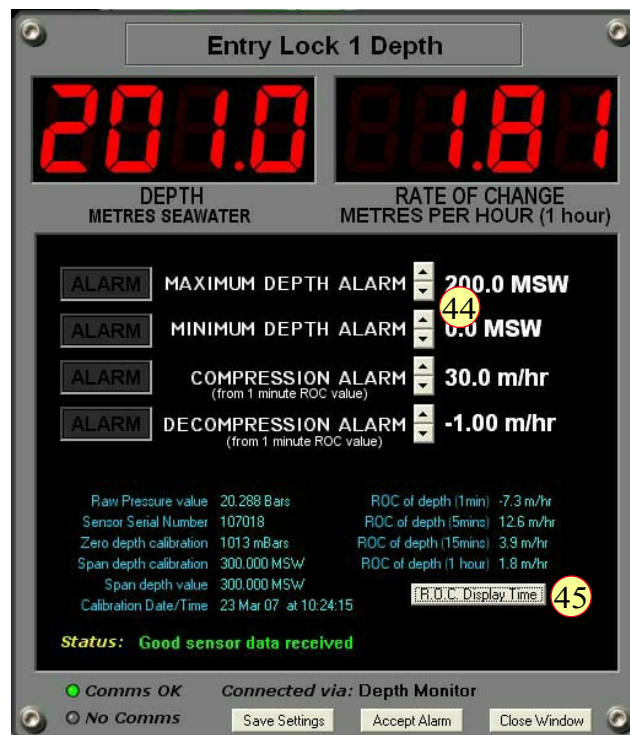 Entry Lock 1 Depth
201.0 1.81
DEPTH
METRES SEAWATER
RATE OF CHANGE
METRES PER HOUR (1 hour)
ALARM MAXIMUM DEPTH ALARM 200.0 MSW
44
ALARM MINIMUM DEPTH ALARM 0.0 MSW
ALARM COMPRESSION ALARM 30.0 m/hr
(from 1 minute ROC value)
ALARM DECOMPRESSION ALARM -1.00 m/hr
(from 1 minute ROC value)
Raw Pressure value 20.288 Bars
Sensor Serial Number 107018
Zero depth calibration 1013 mBars
Span depth calibration 300.000 MSW
Span depth value 300.000 MSW
Calibration Date/Time 23 Mar 07 at 10:24:15
ROC of depth (1min) -7.3 m/hr
ROC of depth (5mins) 12.6 m/hr
ROC of depth (15mins) 3.9 m/hr
ROC of depth (1 hour) 1.8 m/hr
R.O.C. Display Time 45
Status: Good sensor data received
Comms OK Connected via: Depth Monitor
No Comms Save Settings Accept Alarm Close Window